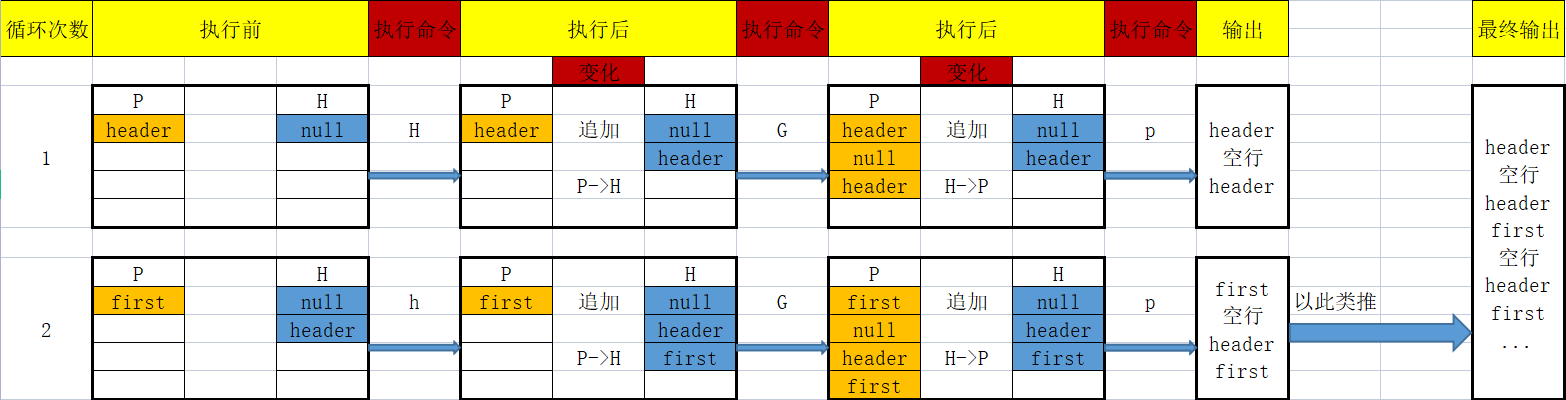 循环次数 执行前 执行命令 执行后 执行命令 执行后 执行命令 输出 最终输出
变化 变化
P H P H P H
header null H header 追加 null G header 追加 null p header
header null header 空行
1 P->H header H->P header
header
空行
header
first
空行
header
first
...
P H P H P H
first null h first 追加 null G first 追加 null p first 以此类推
header header null header 空行
2 P->H first header H->P first header
first first